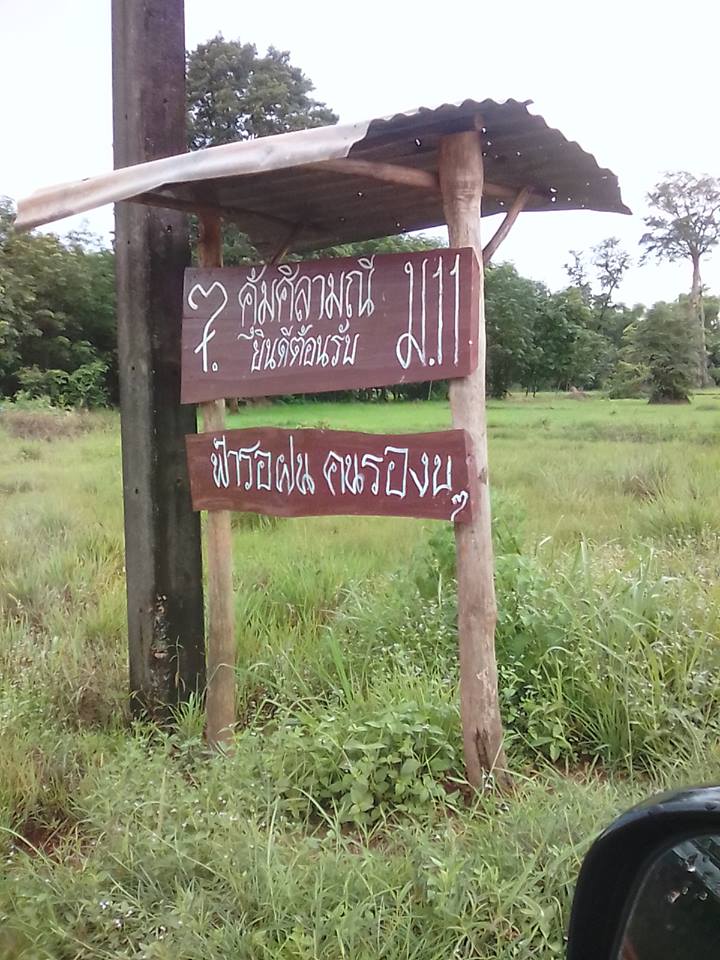 คุ้มศิลามณี ม.11
ยินดีต้อนรับ
ฟ้ารอฝน คนรองบ ๆ